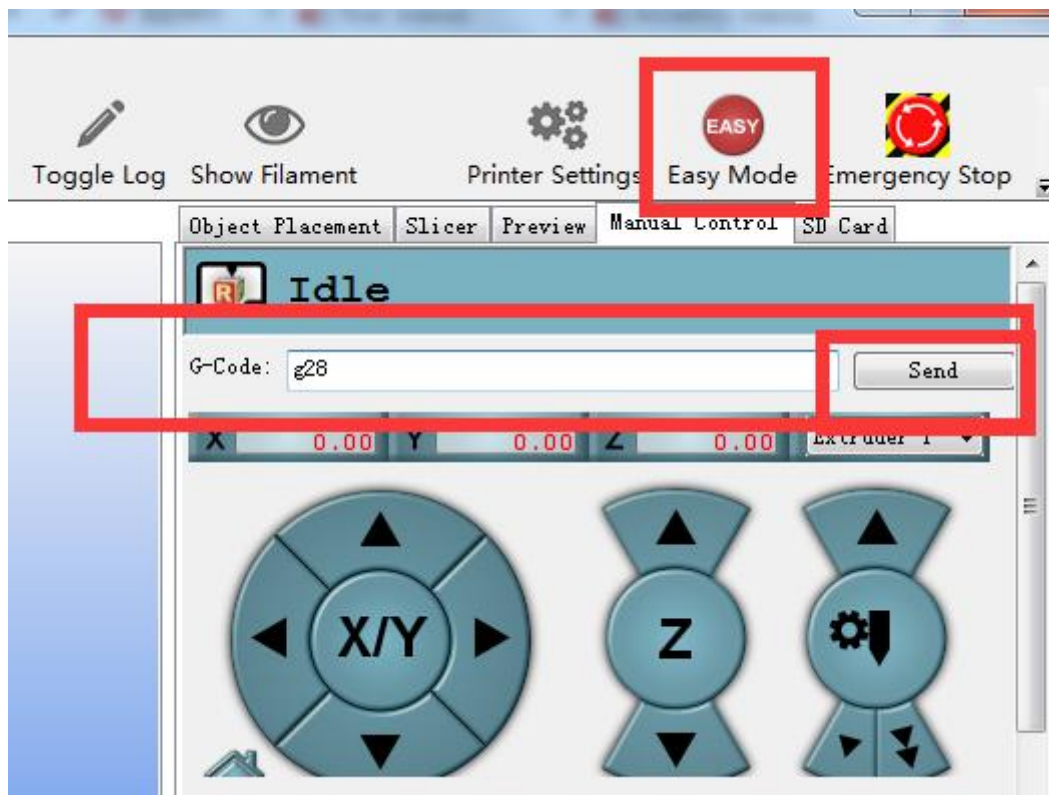 EASY
Toggle Log Show Filament Printer Settings Easy Mode Emergency Stop
Object Placement Slicer Preview Manual Control SD Card
R Idle
G-Code: g28 Send
X 0.00 Y 0.00 Z 0.00 Extruder 1
X/Y Z